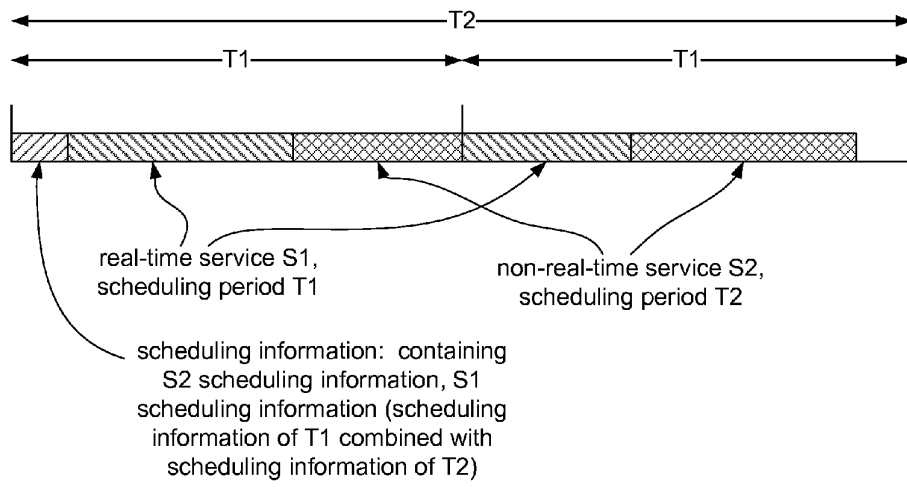 T2
T1
T1
real-time service S1,
scheduling period T1
non-real-time service S2,
scheduling period T2
scheduling information: containing
S2 scheduling information, S1
scheduling information (scheduling
information of T1 combined with
scheduling information of T2)